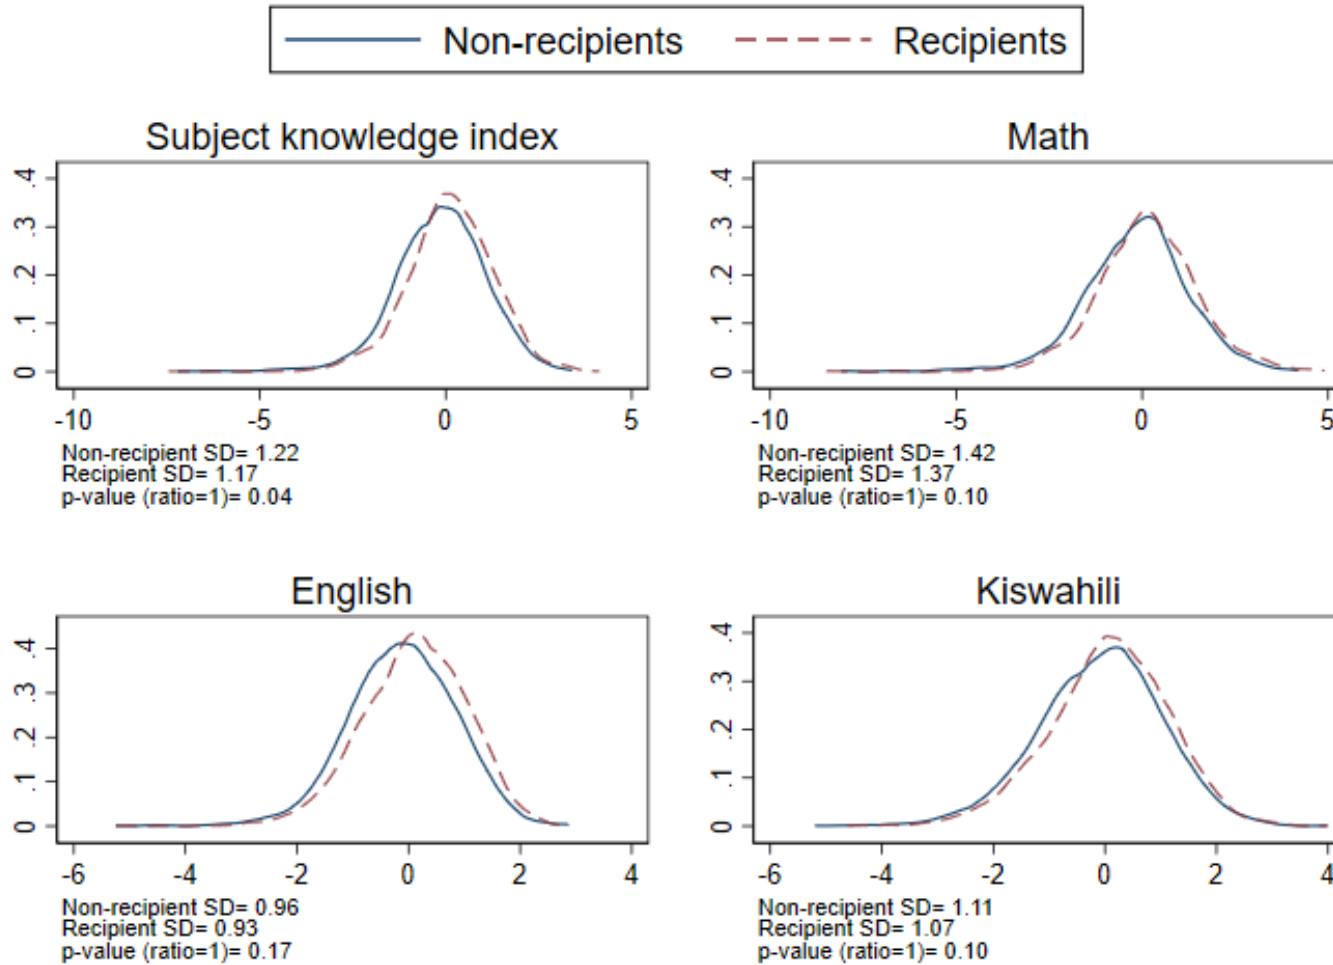 Non-recipients Recipients
Subject knowledge index
.4
.3
.2
.1
0
-10 -5 0 5
Non-recipient SD= 1.22
Recipient SD= 1.17
p-value (ratio=1)= 0.04
Math
.4
.3
.2
.1
0
-10 -5 0 5
Non-recipient SD= 1.42
Recipient SD= 1.37
p-value (ratio=1)= 0.10
English
.4
.3
.2
.1
0
-6 -4 -2 0 2 4
Non-recipient SD= 0.96
Recipient SD= 0.93
p-value (ratio=1)= 0.17
Kiswahili
.4
.3
.2
.1
0
-6 -4 -2 0 2 4
Non-recipient SD= 1.11
Recipient SD= 1.07
p-value (ratio=1)= 0.10